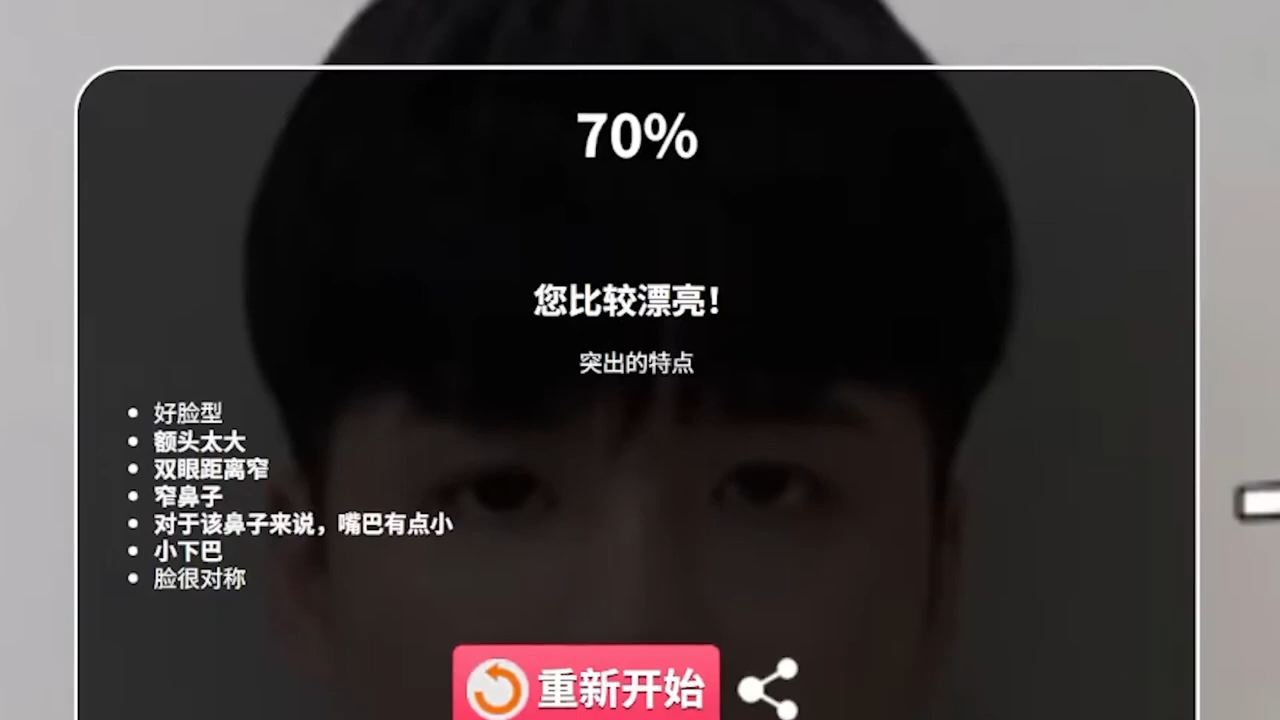 70%
您比较漂亮！
突出的特点
好脸型
额头太大
双眼距离窄
窄鼻子
对于该鼻子来说，嘴巴有点小
小下巴
脸很对称
重新开始